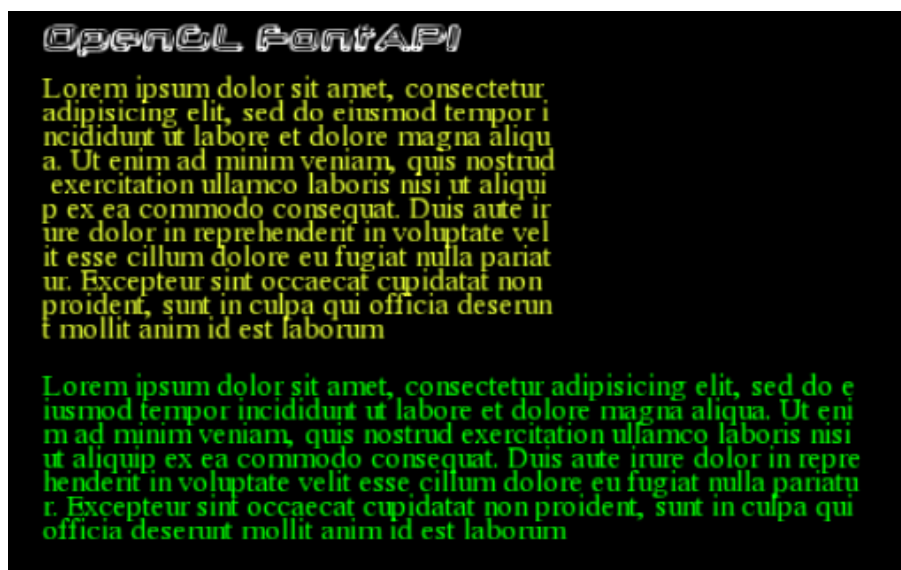 OpenGL FontAPI
Lorem ipsum dolor sit amet, consectetur
adipisicing elit, sed do eiusmod tempor i
ncididunt ut labore et dolore magna aliqu
a. Ut enim ad minim veniam, quis nostrud
exercitation ullamco laboris nisi ut aliqui
p ex ea commodo consequat. Duis aute ir
ure dolor in reprehenderit in voluptate vel
it esse cillum dolore eu fugiat nulla pariat
ur. Excepteur sint occaecat cupidatat non
proident, sunt in culpa qui officia deserun
t mollit anim id est laborum
Lorem ipsum dolor sit amet, consectetur adipisicing elit, sed do e
iusmod tempor incididunt ut labore et dolore magna aliqua. Ut eni
m ad minim veniam, quis nostrud exercitation ullamco laboris nisi
ut aliquip ex ea commodo consequat. Duis aute irure dolor in repre
henderit in voluptate velit esse cillum dolore eu fugiat nulla pariatu
r. Excepteur sint occaecat cupidatat non proident, sunt in culpa qui
officia deserunt mollit anim id est laborum